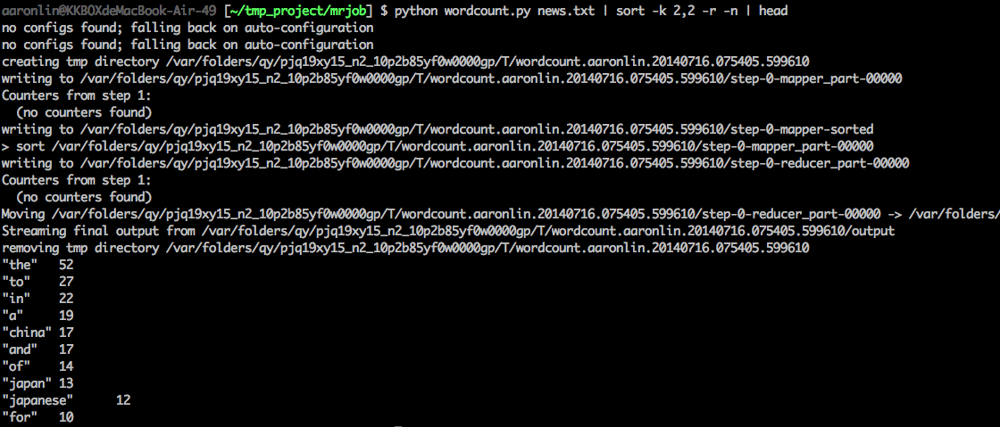 aaronlin@KKBOXdeMacBook-Air-49 [~/tmp_project/mrjob] $ python wordcount.py news.txt | sort -k 2,2 -r -n | head
no configs found; falling back on auto-configuration
no configs found; falling back on auto-configuration
creating tmp directory /var/folders/qy/pjq19xy15_n2_10p2b85yf0w0000gp/T/wordcount.aaronlin.20140716.075405.599610
writing to /var/folders/qy/pjq19xy15_n2_10p2b85yf0w0000gp/T/wordcount.aaronlin.20140716.075405.599610/step-0-mapper_part-00000
Counters from step 1:
  (no counters found)
writing to /var/folders/qy/pjq19xy15_n2_10p2b85yf0w0000gp/T/wordcount.aaronlin.20140716.075405.599610/step-0-mapper-sorted
> sort /var/folders/qy/pjq19xy15_n2_10p2b85yf0w0000gp/T/wordcount.aaronlin.20140716.075405.599610/step-0-mapper_part-00000
writing to /var/folders/qy/pjq19xy15_n2_10p2b85yf0w0000gp/T/wordcount.aaronlin.20140716.075405.599610/step-0-reducer_part-00000
Counters from step 1:
  (no counters found)
Moving /var/folders/qy/pjq19xy15_n2_10p2b85yf0w0000gp/T/wordcount.aaronlin.20140716.075405.599610/step-0-reducer_part-00000 -> /var/folders/
Streaming final output from /var/folders/qy/pjq19xy15_n2_10p2b85yf0w0000gp/T/wordcount.aaronlin.20140716.075405.599610/output
removing tmp directory /var/folders/qy/pjq19xy15_n2_10p2b85yf0w0000gp/T/wordcount.aaronlin.20140716.075405.599610
"the"	52
"to"	27
"in"	22
"a"	19
"china"	17
"and"	17
"of"	14
"japan"	13
"japanese"	12
"for"	10